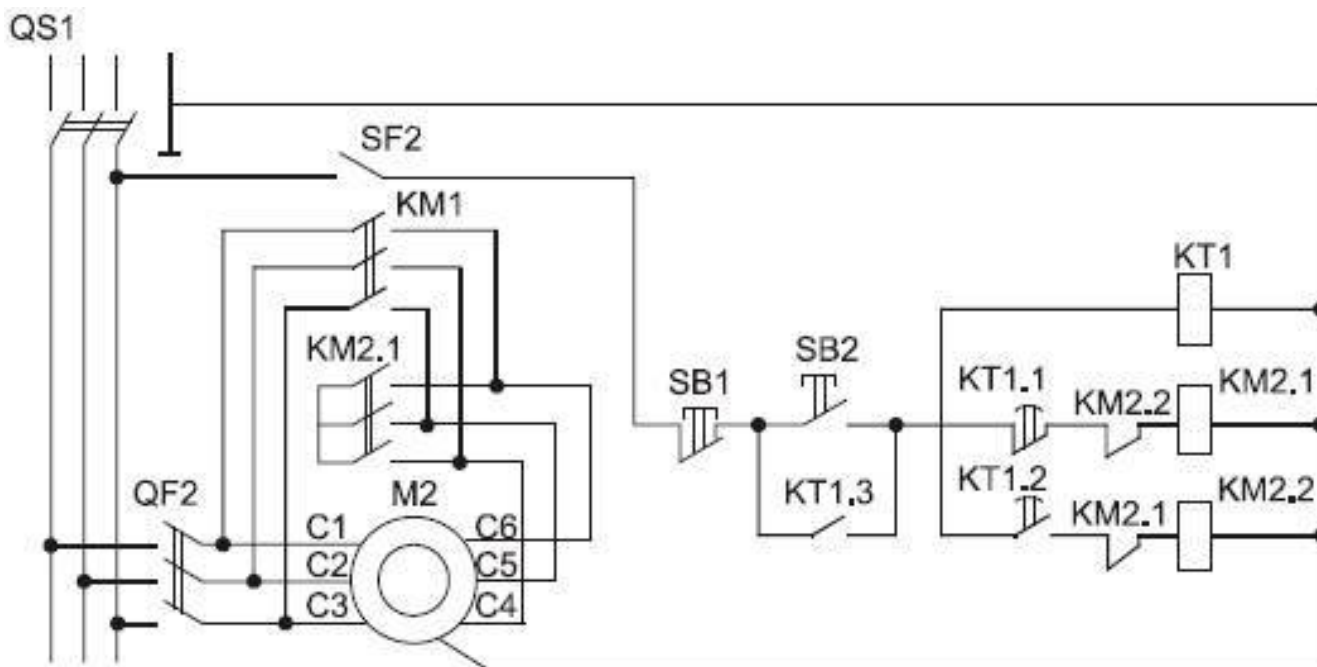 QS1
SF2
KM1
KT1
KM2.1
SB1
SB2
KT1.1
KM2.2
KM2.1
KT1.3
KT1.2
KM2.1
KM2.2
QF2
M2
C1
C6
C2
C5
C3
C4